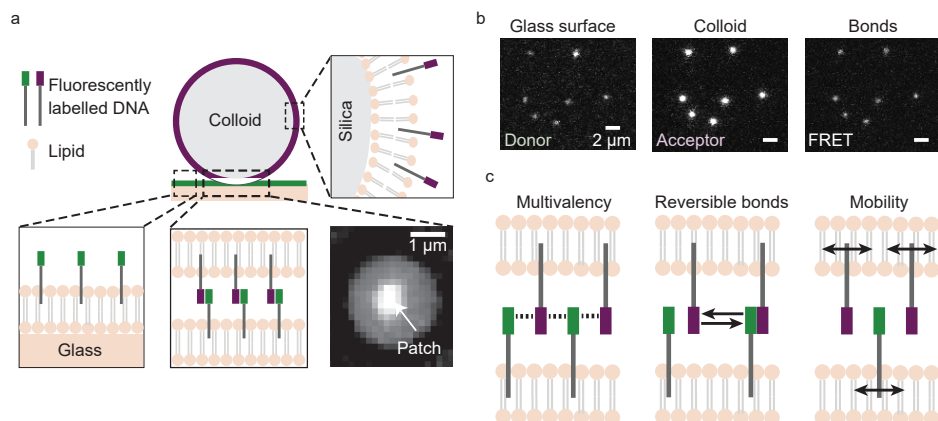 a
Fluorescently
labelled DNA
Lipid
Colloid
Silica
Glass
1 µm
Patch
b
Glass surface
Colloid
Bonds
Donor
2 µm
Acceptor
FRET
c
Multivalency
Reversible bonds
Mobility